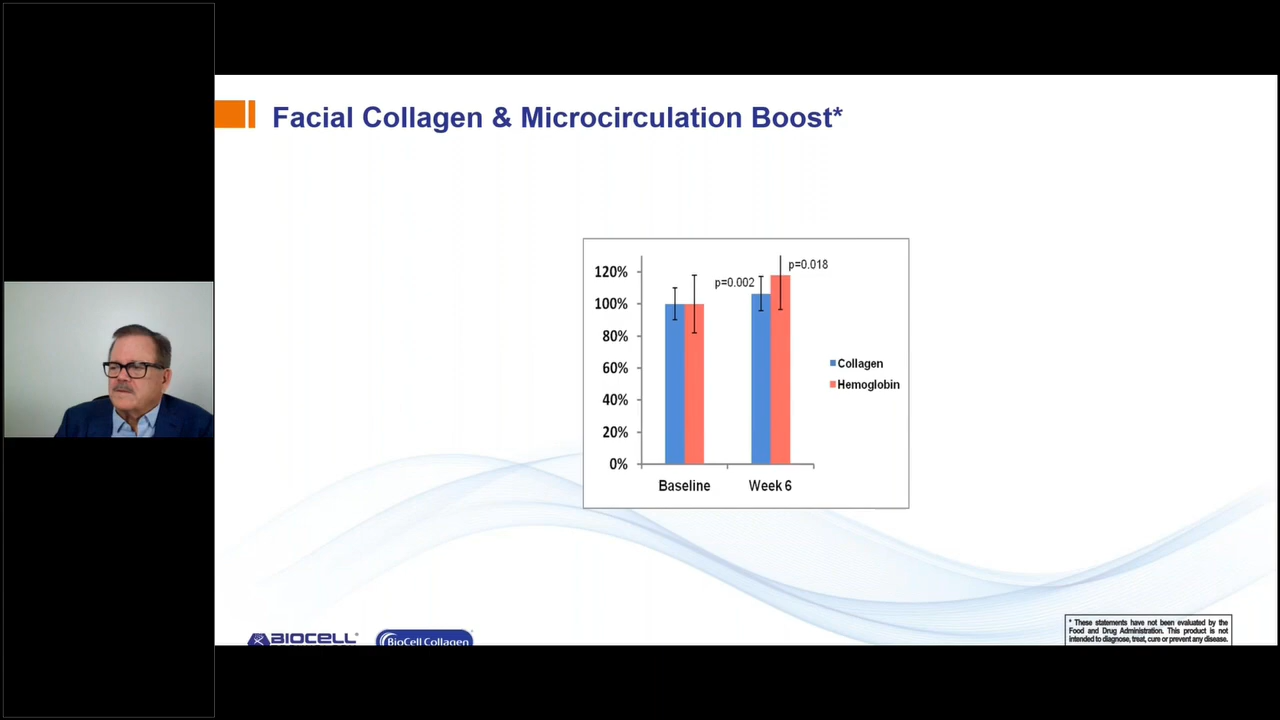 Facial Collagen & Microcirculation Boost*
120%
100%
80%
60%
40%
20%
0%
p=0.002
p=0.018
Collagen
Hemoglobin
Baseline
Week 6
BIOCELL
BioCell Collagen
* These statements have not been evaluated by the
Food and Drug Administration. This product is not
intended to diagnose, treat, cure or prevent any disease.